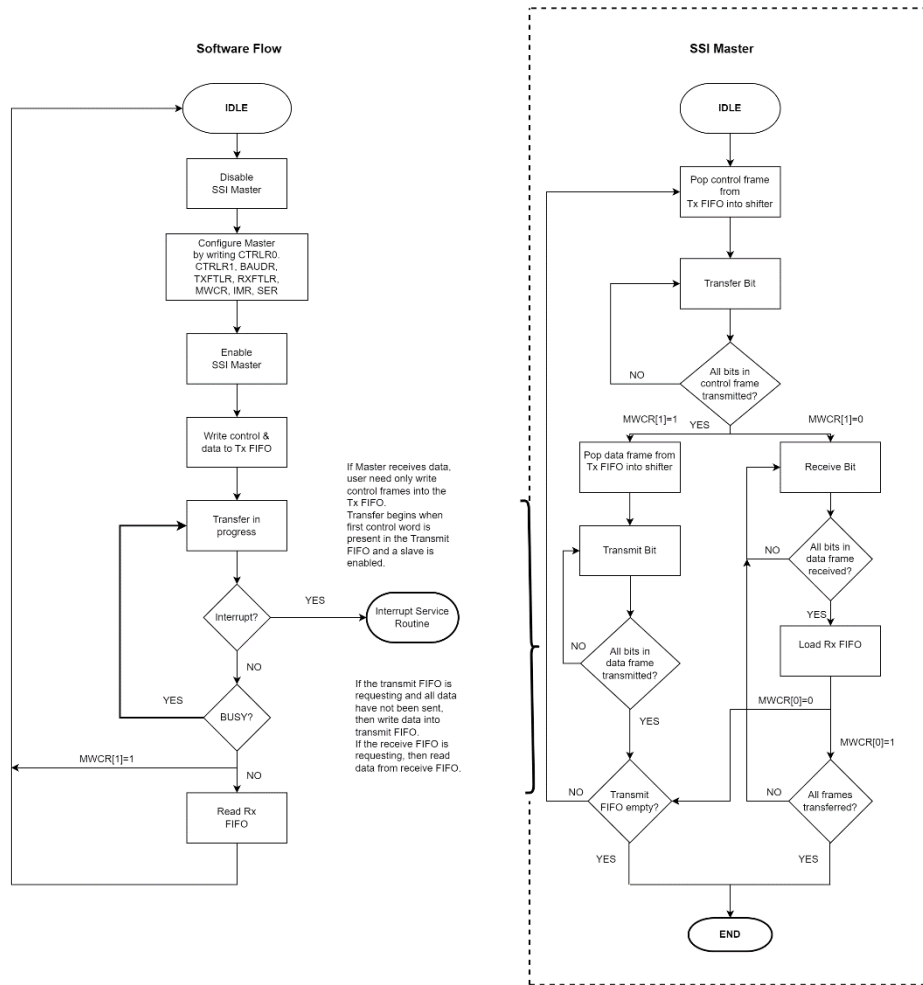 Software Flow
IDLE
Disable
SSI Master
Configure Master
by writing CTRLR0.
CTRLR1, BAUDR,
TXFTLR, RXFTLR,
MWCR, IMR, SER
Enable
SSI Master
Write control &
data to Tx FIFO
Transfer in
progress
Interrupt?
YES
Interrupt Service
Routine
NO
YES
BUSY?
MWCR[1]=1
NO
Read Rx
FIFO
If Master receives data,
user need only write
control frames into the
Tx FIFO.
Transfer begins when
first control word is
present in the Transmit
FIFO and a slave is
enabled.
If the transmit FIFO is
requesting and all data
have not been sent,
then write data into
transmit FIFO.
If the receive FIFO is
requesting, then read
data from receive FIFO.
SSI Master
IDLE
Pop control frame
from
Tx FIFO into shifter
Transfer Bit
NO
All bits in
control frame
transmitted?
MWCR[1]=1
YES
MWCR[1]=0
Pop data frame from
Tx FIFO into shifter
Receive Bit
Transmit Bit
NO
All bits in
data frame
received?
YES
Load Rx FIFO
NO
All bits in
data frame
transmitted?
MWCR[0]=0
YES
MWCR[0]=1
NO
Transmit
FIFO empty?
NO
All frames
transferred?
YES
YES
END